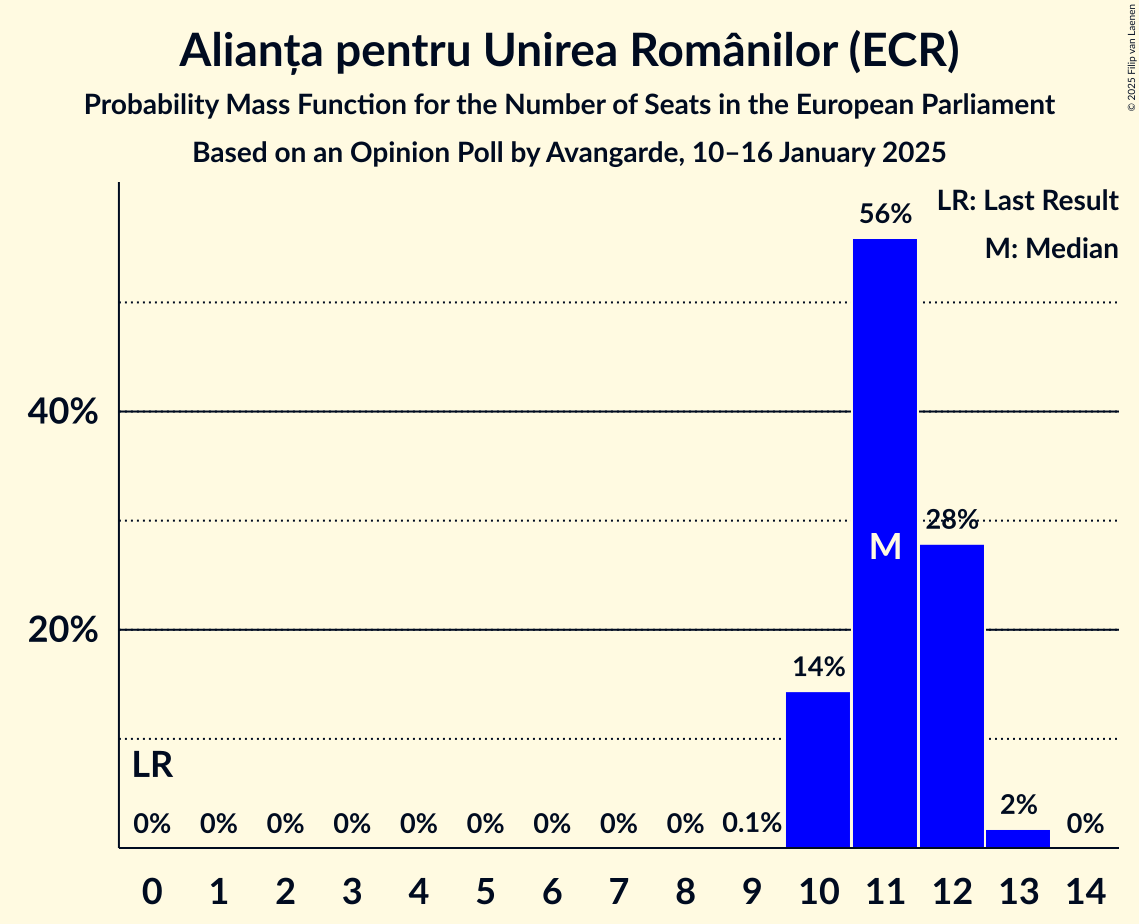 Alianța pentru Unirea Românilor (ECR)
Probability Mass Function for the Number of Seats in the European Parliament
Based on an Opinion Poll by Avangarde, 10–16 January 2025
© 2025 Filip van Laenen
LR: Last Result
M: Median
56%
40%
28%
M
20%
14%
LR
2%
0% 0% 0% 0% 0% 0% 0% 0% 0% 0.1% 0%
0 1 2 3 4 5 6 7 8 9 10 11 12 13 14